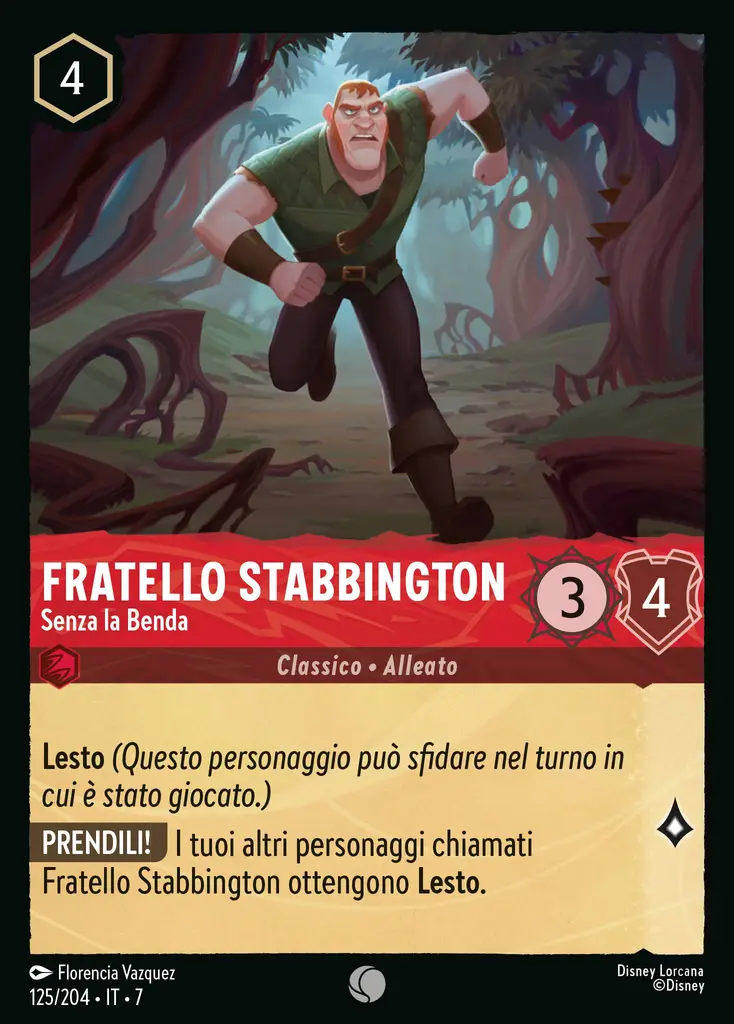 4
FRATELLO STABBINGTON
Senza la Benda
3
4
Classico • Alleato
Lesto (Questo personaggio può sfidare nel turno in
cui è stato giocato.)
PRENDILI! I tuoi altri personaggi chiamati
Fratello Stabbington ottengono Lesto.
Florencia Vazquez
Disney Lorcana
125/204 • IT • 7
©Disney